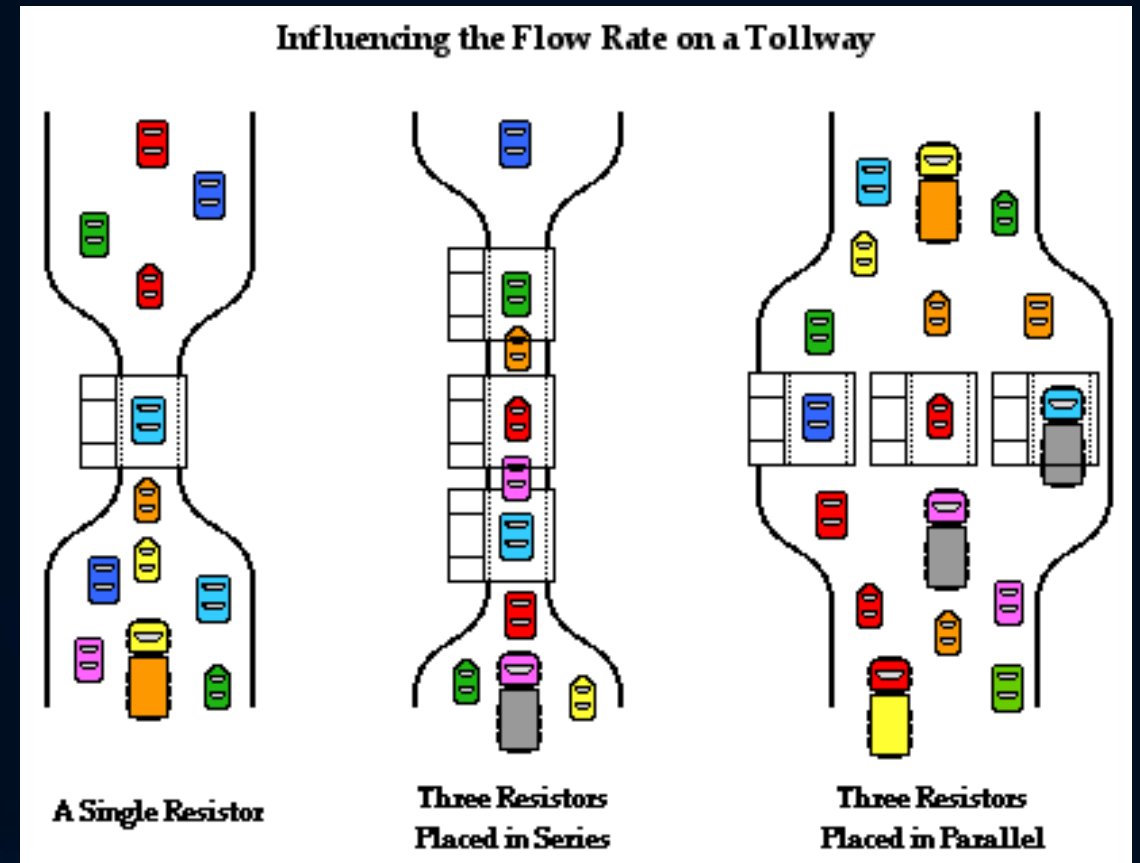 Influencing the Flow Rate on a Tollway
A Single Resistor
Three Resistors
Placed in Series
Three Resistors
Placed in Parallel